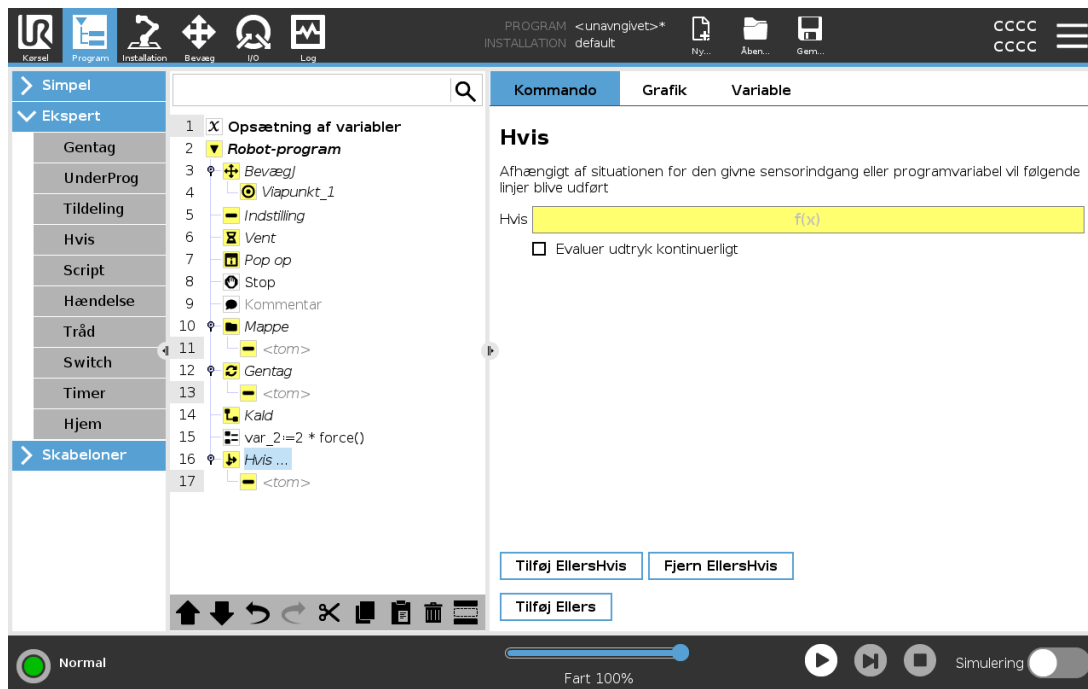 UR
Kørsel
Program
Installation
Bevæg
I/O
Log
PROGRAM <unavngivet>*
INSTALLATION default
Ny...
Åben...
Gem...
CCCC
CCCC
Simpel
Ekspert
Gentag
UnderProg
Tildeling
Hvis
Script
Hændelse
Tråd
Switch
Timer
Hjem
Skabeloner
1 X Opsætning af variabler
2 Robot-program
3 BevægJ
4 Viapunkt_1
5 Indstilling
6 Vent
7 Pop op
8 Stop
9 Kommentar
10 Mappe
11 <tom>
12 Gentag
13 <tom>
14 Kald
15 var_2:=2 * force()
16 Hvis ...
17 <tom>
Kommando Grafik Variable
Hvis
Afhængigt af situationen for den givne sensorindgang eller programvariabel vil følgende
linjer blive udført
Hvis f(x)
Evaluer udtryk kontinuerligt
Tilføj EllersHvis Fjern EllersHvis
Tilføj Ellers
Normal
Fart 100%
Simulering